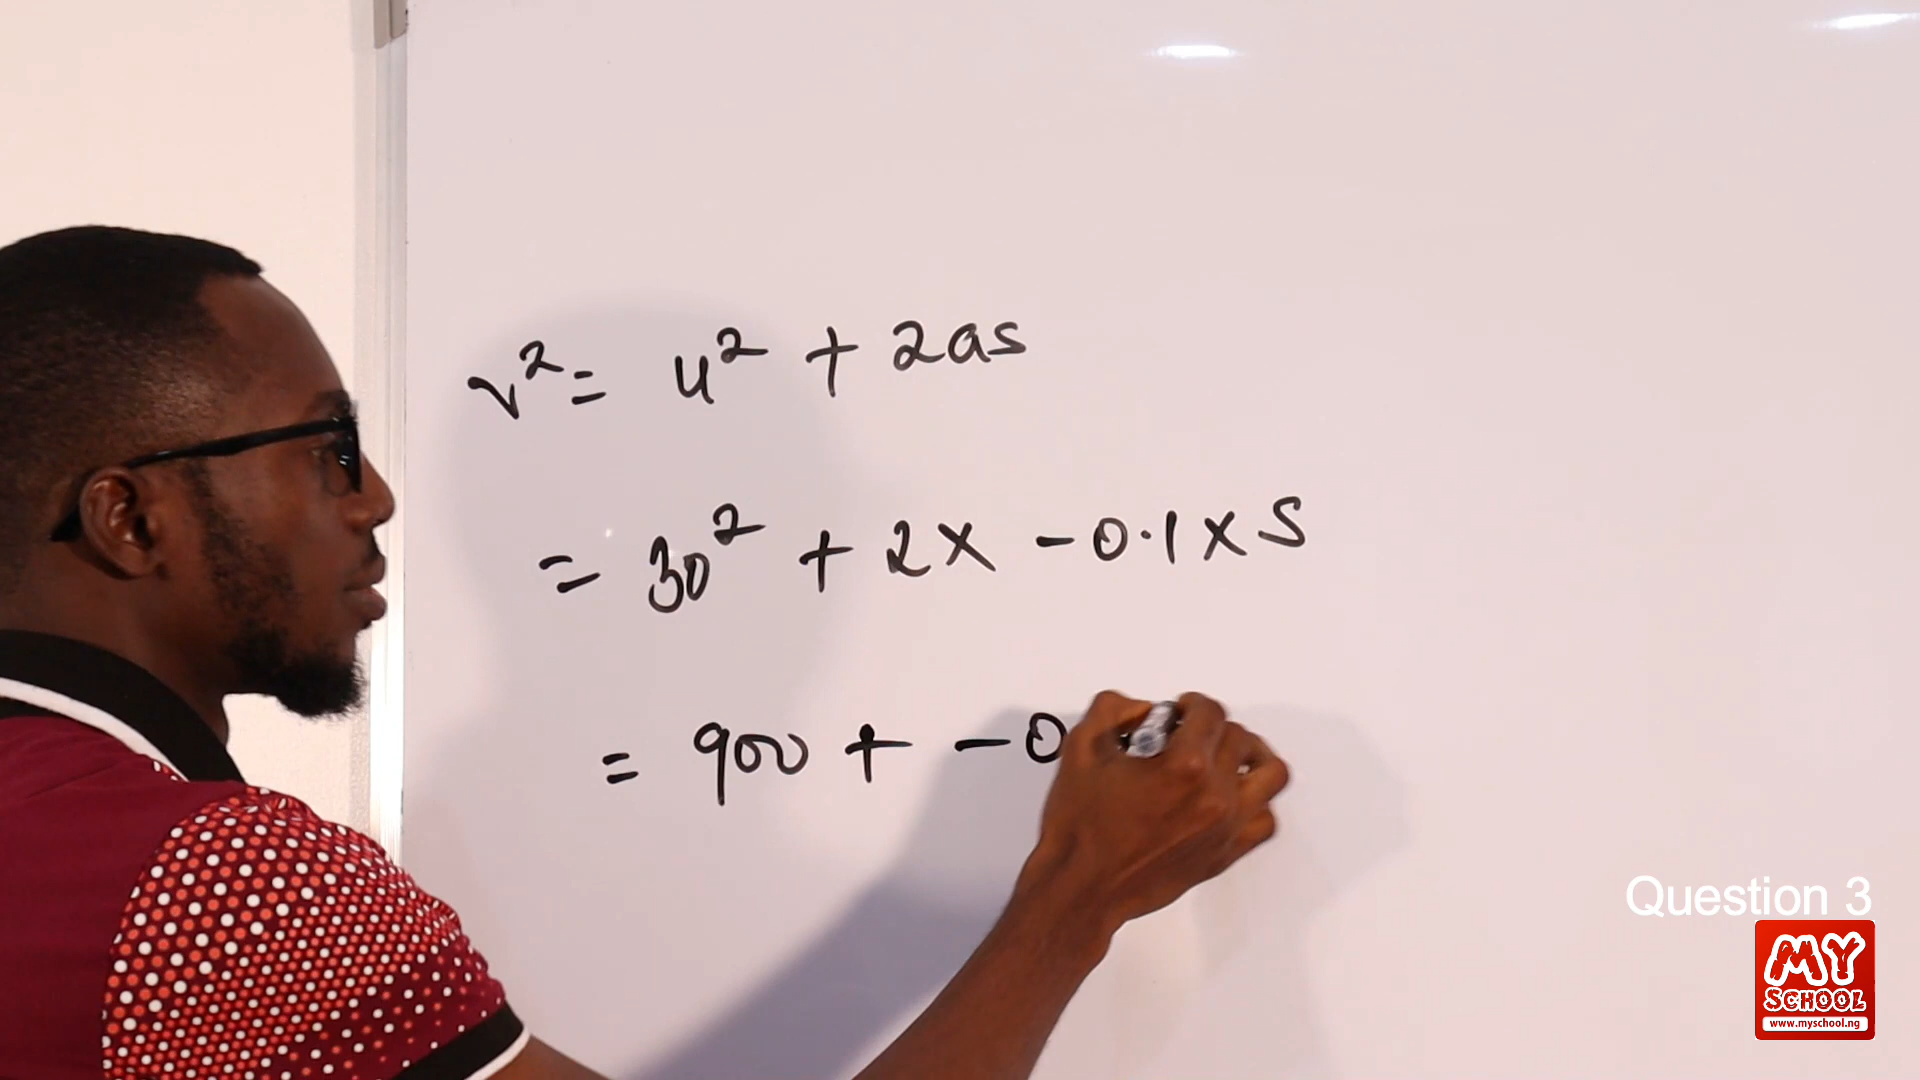 v² = u² + 2as
= 30² + 2 x - 0.1 x S
= 900 + - 0
Question 3
MY
SCHOOL
www.myschool.ng